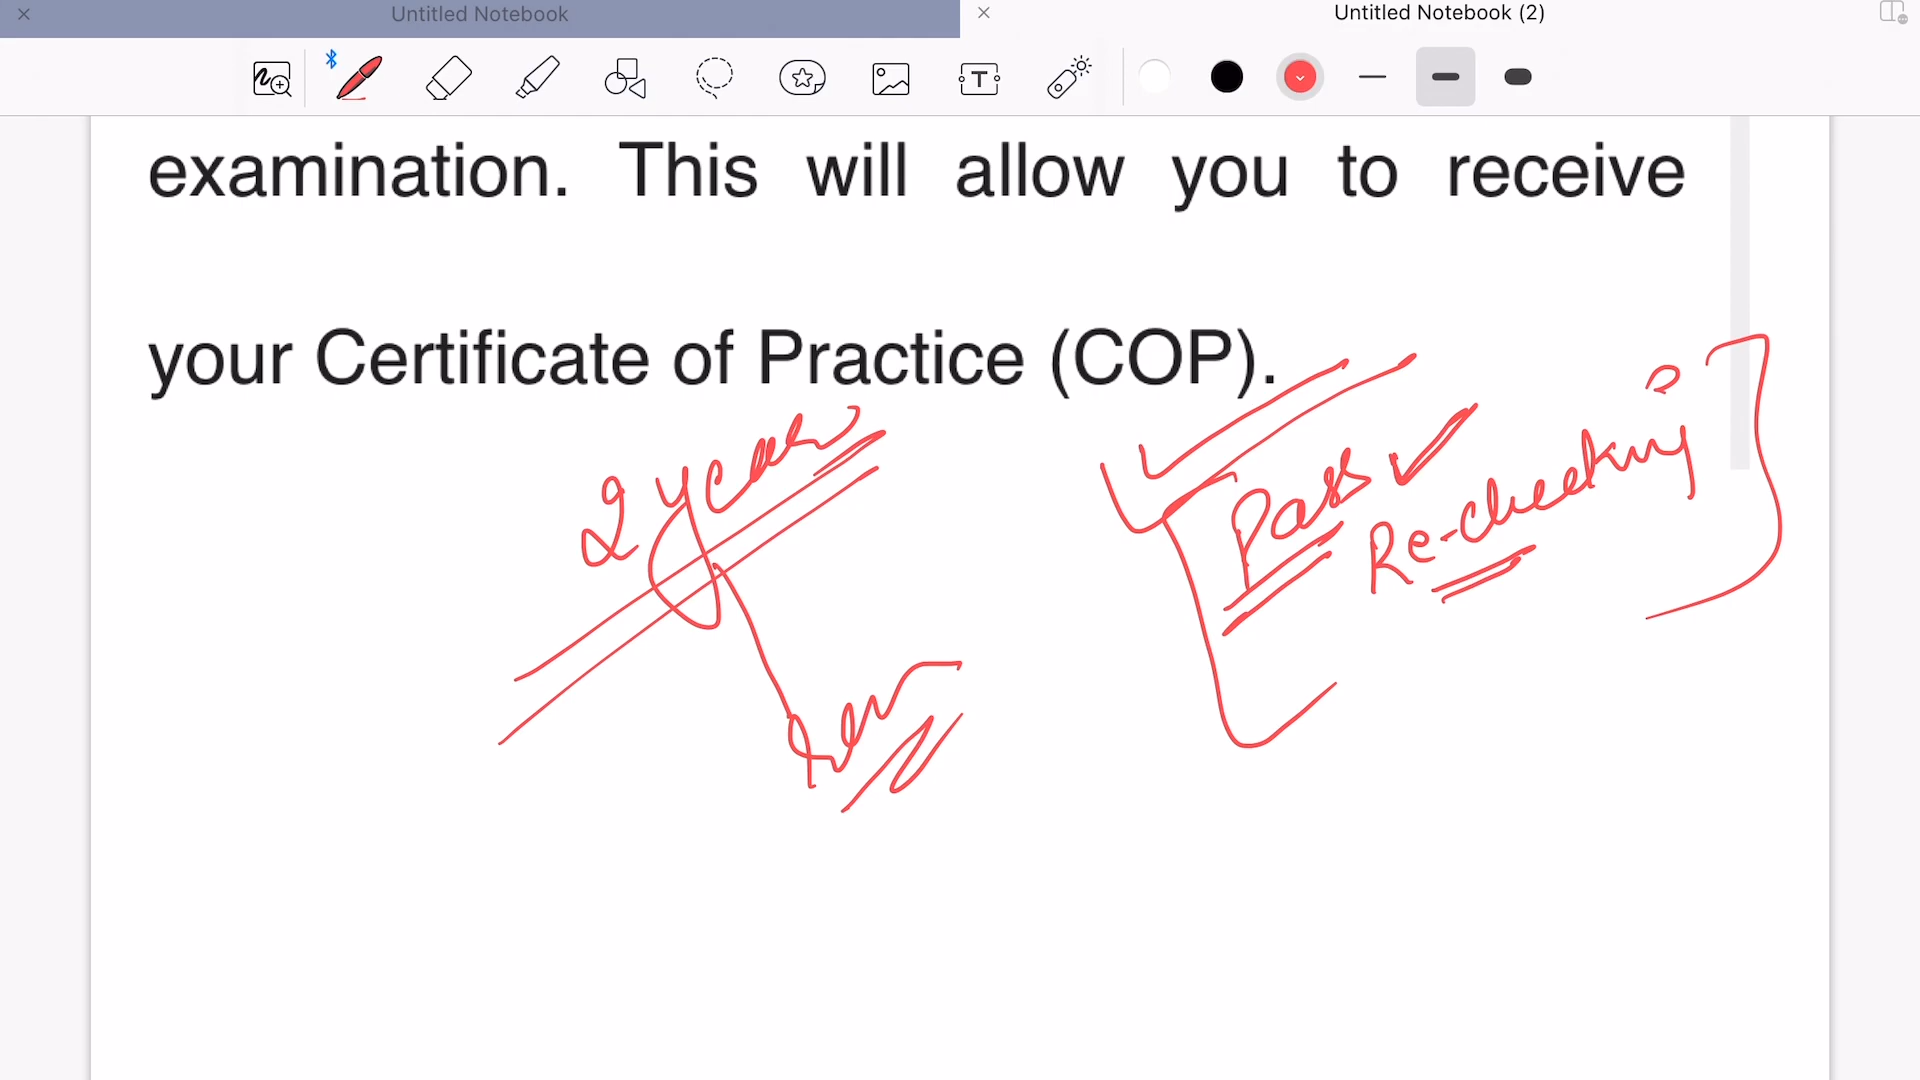 Untitled Notebook
Untitled Notebook (2)
examination. This will allow you to receive
your Certificate of Practice (COP).
2 years
Pass
Re-checking